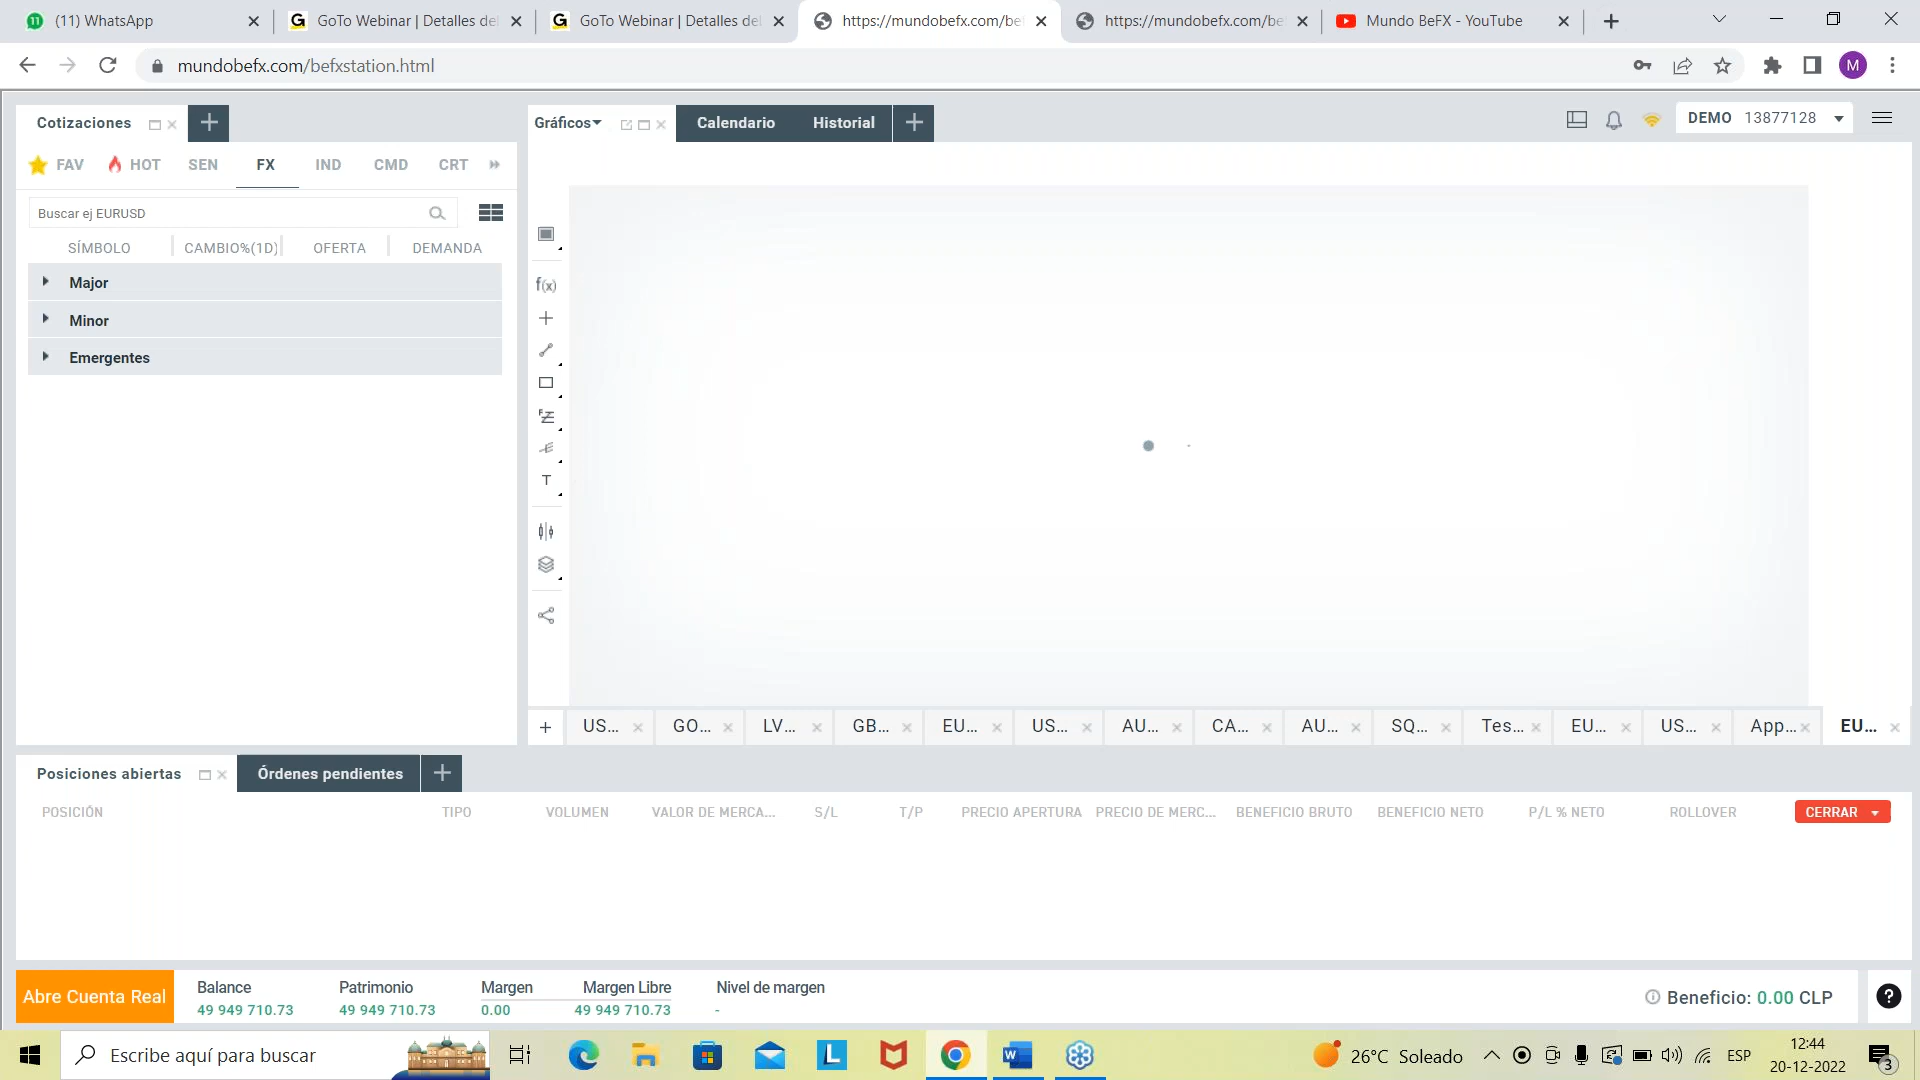 11 (11) WhatsApp
GoTo Webinar | Detalles del
GoTo Webinar | Detalles del
https://mundobefx.com/be
https://mundobefx.com/be
Mundo BeFX - YouTube
mundobefx.com/befxstation.html
M
Cotizaciones
Gráficos
Calendario
Historial
DEMO 13877128
FAV
HOT
SEN
FX
IND
CMD
CRT
Buscar ej EURUSD
SÍMBOLO
CAMBIO%(1D)
OFERTA
DEMANDA
Major
Minor
Emergentes
f(x)
T
US...
GO...
LV...
GB...
EU...
US...
AU...
CA...
AU...
SQ...
Tes...
EU...
US...
App...
EU...
Posiciones abiertas
Órdenes pendientes
POSICIÓN
TIPO
VOLUMEN
VALOR DE MERCA...
S/L
T/P
PRECIO APERTURA
PRECIO DE MERC...
BENEFICIO BRUTO
BENEFICIO NETO
P/L % NETO
ROLLOVER
CERRAR
Abre Cuenta Real
Balance
49 949 710.73
Patrimonio
49 949 710.73
Margen
0.00
Margen Libre
49 949 710.73
Nivel de margen
-
Beneficio: 0.00 CLP
?
Escribe aquí para buscar
26°C Soleado
ESP
12:44
20-12-2022
3